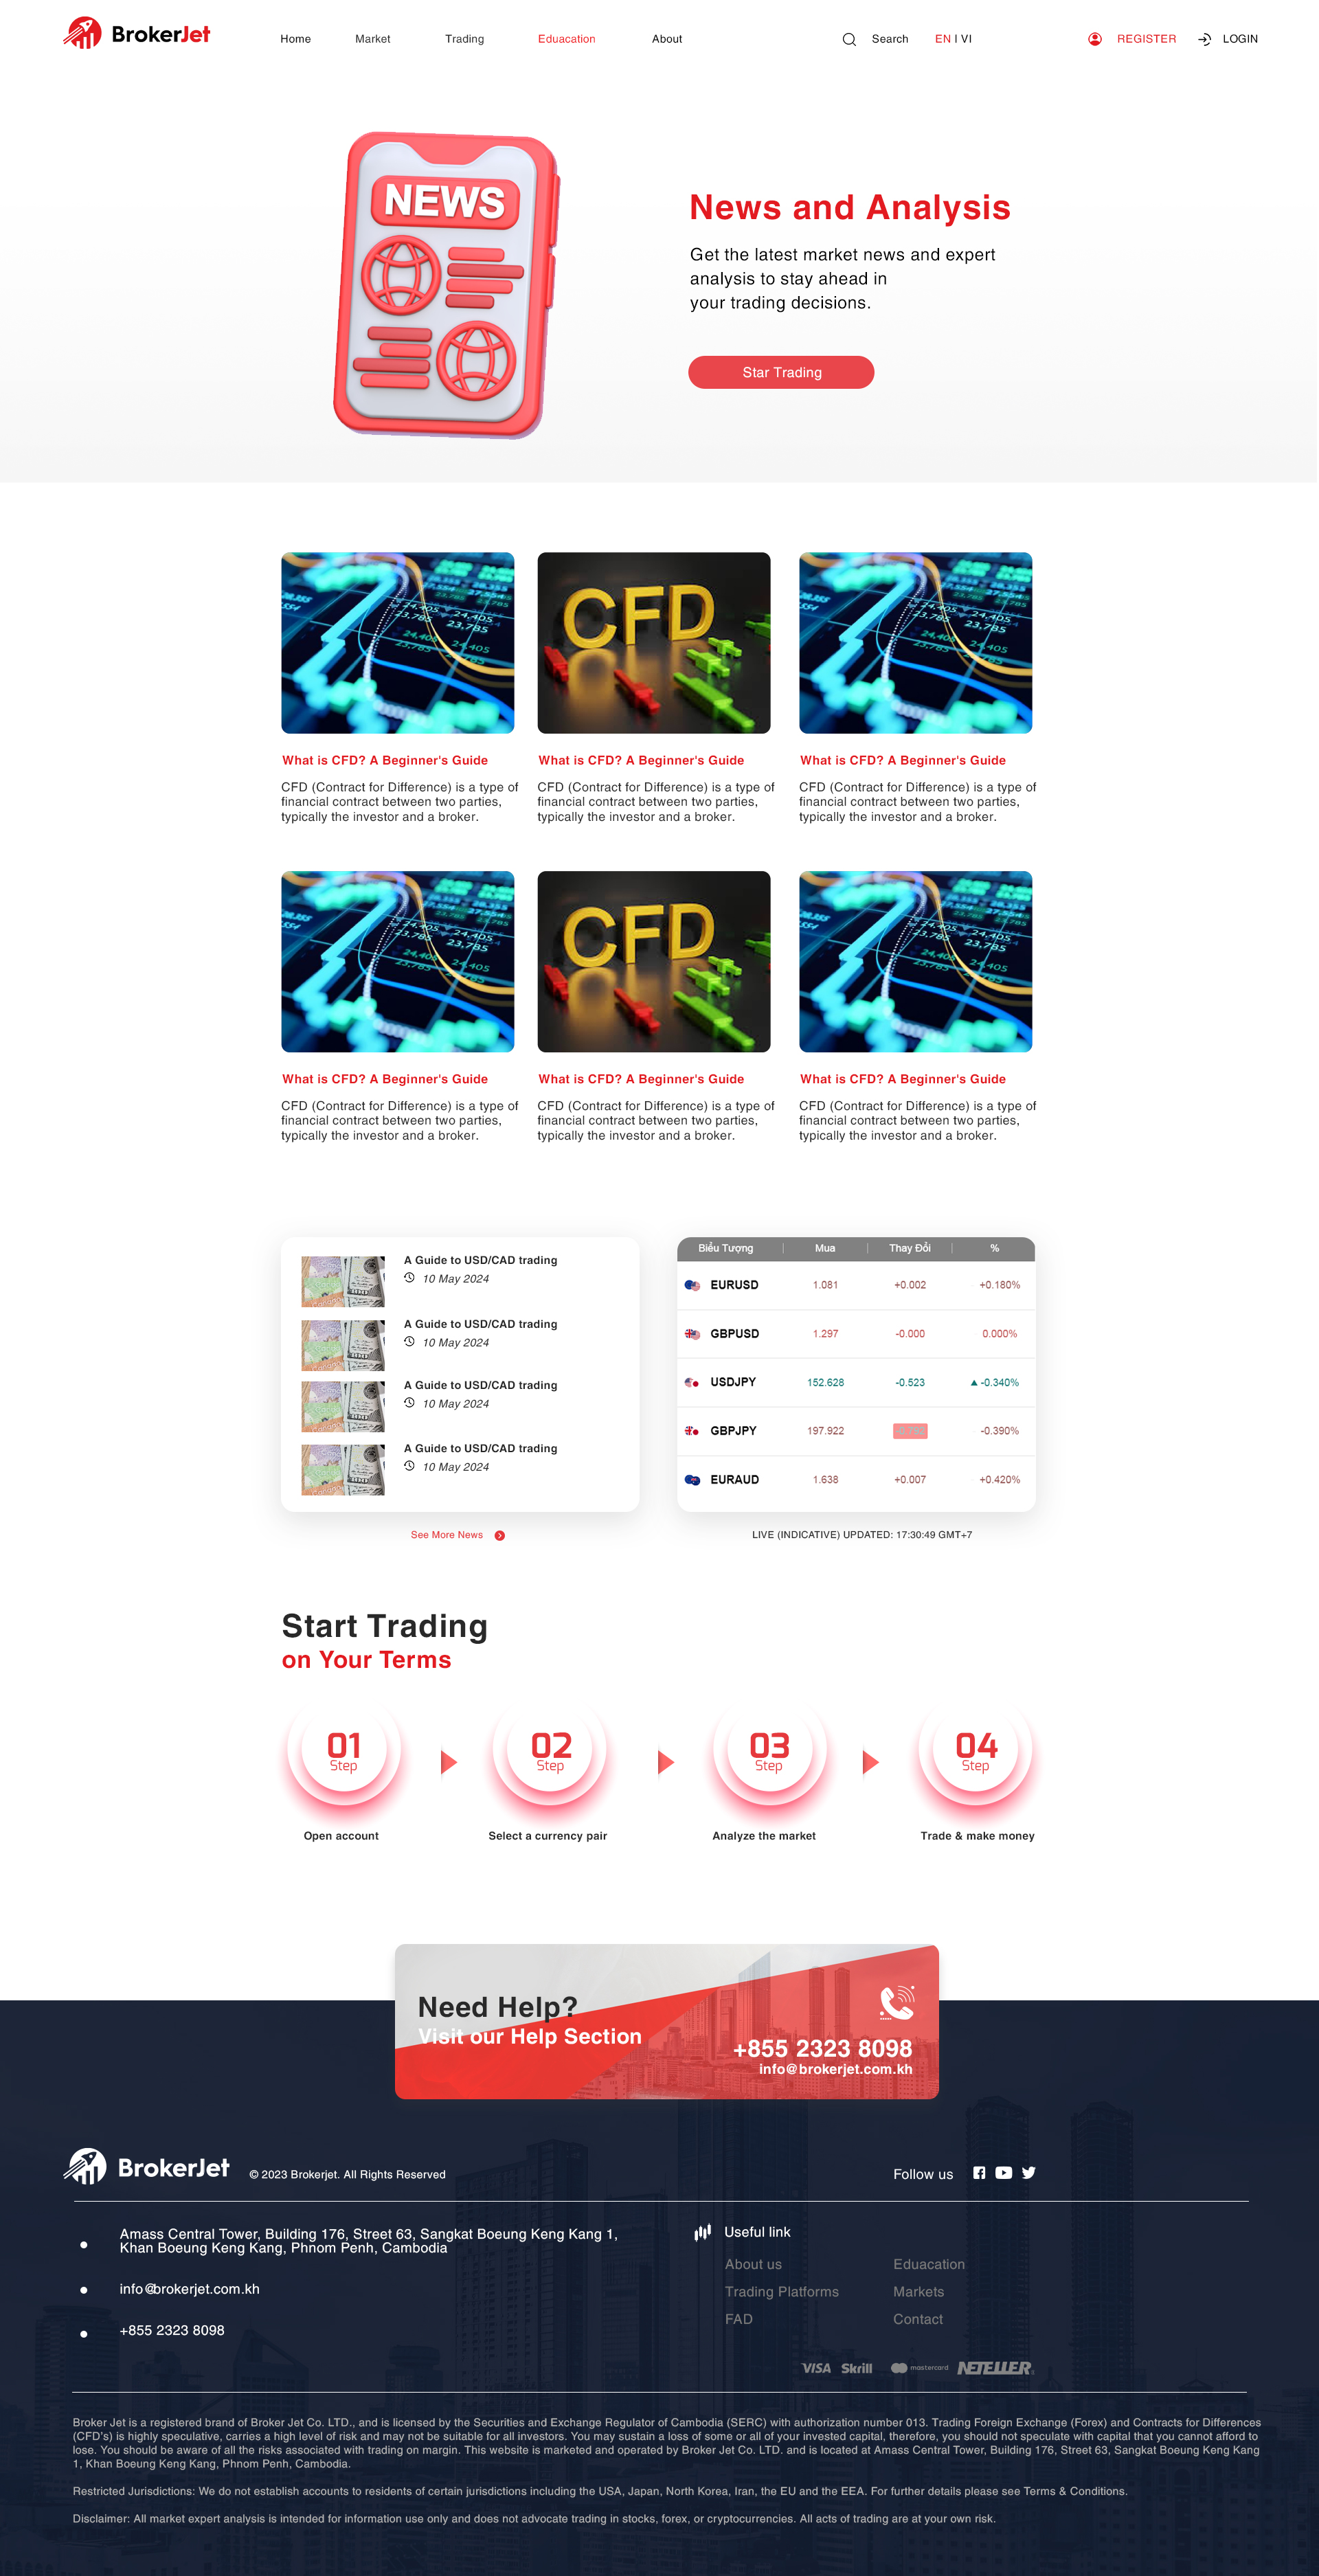 BrokerJet
Home Market Trading Eduacation About Search EN | VI REGISTER LOGIN
NEWS
News and Analysis
Get the latest market news and expert
analysis to stay ahead in
your trading decisions.
Star Trading
CFD
What is CFD? A Beginner's Guide
CFD (Contract for Difference) is a type of
financial contract between two parties,
typically the investor and a broker.
What is CFD? A Beginner's Guide
CFD (Contract for Difference) is a type of
financial contract between two parties,
typically the investor and a broker.
What is CFD? A Beginner's Guide
CFD (Contract for Difference) is a type of
financial contract between two parties,
typically the investor and a broker.
CFD
What is CFD? A Beginner's Guide
CFD (Contract for Difference) is a type of
financial contract between two parties,
typically the investor and a broker.
What is CFD? A Beginner's Guide
CFD (Contract for Difference) is a type of
financial contract between two parties,
typically the investor and a broker.
What is CFD? A Beginner's Guide
CFD (Contract for Difference) is a type of
financial contract between two parties,
typically the investor and a broker.
A Guide to USD/CAD trading
10 May 2024
A Guide to USD/CAD trading
10 May 2024
A Guide to USD/CAD trading
10 May 2024
A Guide to USD/CAD trading
10 May 2024
See More News
Biểu Tượng Mua Thay Đổi %
EURUSD 1.081 +0.002 +0.180%
GBPUSD 1.297 -0.000 0.000%
USDJPY 152.628 -0.523 -0.340%
GBPJPY 197.922 -0.390%
EURAUD 1.638 +0.007 +0.420%
LIVE (INDICATIVE) UPDATED: 17:30:49 GMT+7
Start Trading
on Your Terms
01 Step
Open account
02 Step
Select a currency pair
03 Step
Analyze the market
04 Step
Trade & make money
Need Help?
Visit our Help Section
+855 2323 8098
info@brokerjet.com.kh
BrokerJet
© 2023 Brokerjet. All Rights Reserved
Follow us
Amass Central Tower, Building 176, Street 63, Sangkat Boeung Keng Kang 1,
Khan Boeung Keng Kang, Phnom Penh, Cambodia
info@brokerjet.com.kh
+855 2323 8098
Useful link
About us Eduacation
Trading Platforms Markets
FAD Contact
VISA Skrill mastercard NETELLER
Broker Jet is a registered brand of Broker Jet Co. LTD., and is licensed by the Securities and Exchange Regulator of Cambodia (SERC) with authorization number 013. Trading Foreign Exchange (Forex) and Contracts for Differences
(CFD's) is highly speculative, carries a high level of risk and may not be suitable for all investors. You may sustain a loss of some or all of your invested capital, therefore, you should not speculate with capital that you cannot afford to
lose. You should be aware of all the risks associated with trading on margin. This website is marketed and operated by Broker Jet Co. LTD. and is located at Amass Central Tower, Building 176, Street 63, Sangkat Boeung Keng Kang
1, Khan Boeung Keng Kang, Phnom Penh, Cambodia.
Restricted Jurisdictions: We do not establish accounts to residents of certain jurisdictions including the USA, Japan, North Korea, Iran, the EU and the EEA. For further details please see Terms & Conditions.
Disclaimer: All market expert analysis is intended for information use only and does not advocate trading in stocks, forex, or cryptocurrencies. All acts of trading are at your own risk.